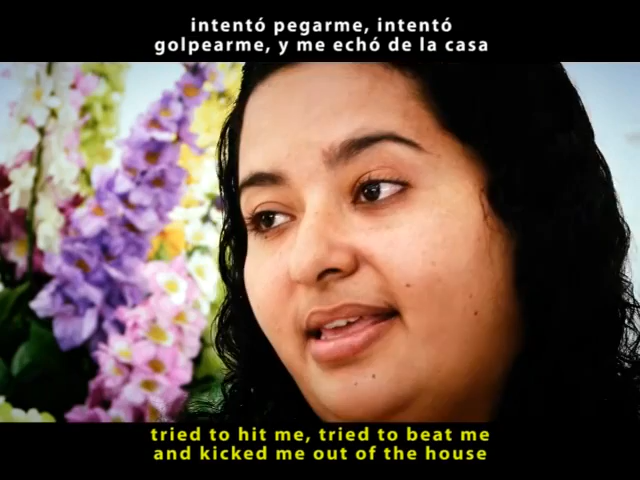 intentó pegarme, intentó
golpearme, y me echó de la casa
tried to hit me, tried to beat me
and kicked me out of the house